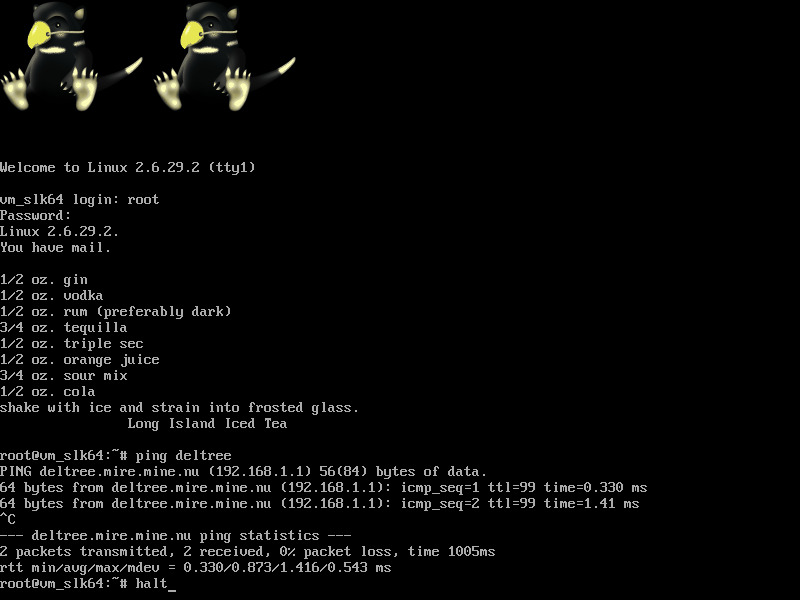 Welcome to Linux 2.6.29.2 (tty1)
vm_slk64 login: root
Password:
Linux 2.6.29.2.
You have mail.
1/2 oz. gin
1/2 oz. vodka
1/2 oz. rum (preferably dark)
3/4 oz. tequilla
1/2 oz. triple sec
1/2 oz. orange juice
3/4 oz. sour mix
1/2 oz. cola
shake with ice and strain into frosted glass.
Long Island Iced Tea
root@vm_slk64:~# ping deltree
PING deltree.mire.mine.nu (192.168.1.1) 56(84) bytes of data.
64 bytes from deltree.mire.mine.nu (192.168.1.1): icmp_seq=1 ttl=99 time=0.330 ms
64 bytes from deltree.mire.mine.nu (192.168.1.1): icmp_seq=2 ttl=99 time=1.41 ms
^C
--- deltree.mire.mine.nu ping statistics ---
2 packets transmitted, 2 received, 0% packet loss, time 1005ms
rtt min/avg/max/mdev = 0.330/0.873/1.416/0.543 ms
root@vm_slk64:~# halt_